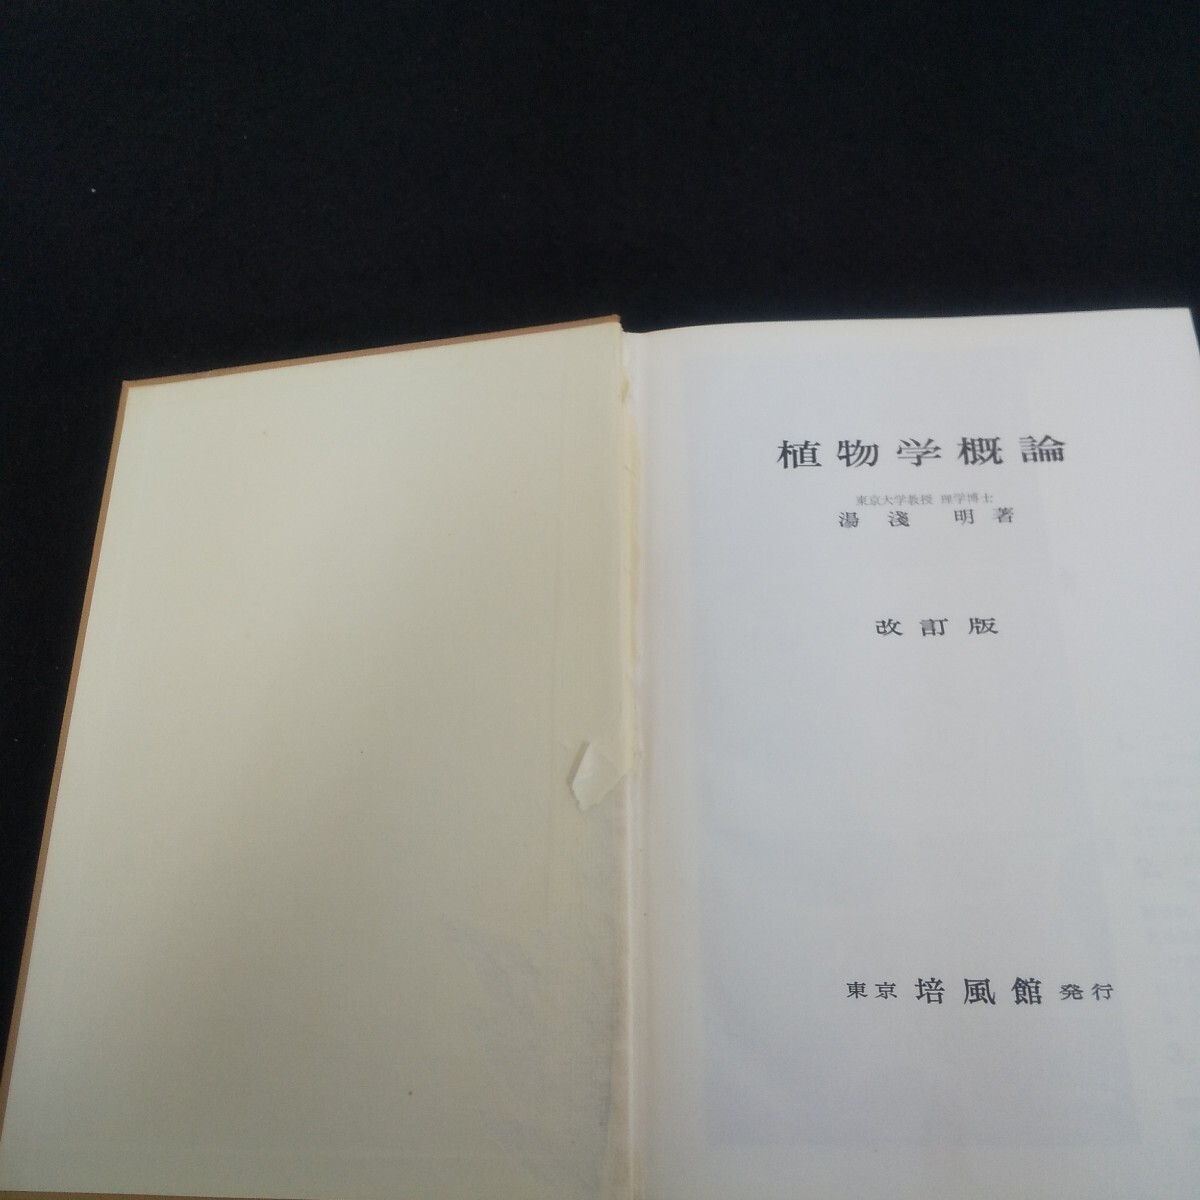 植物学概論
東京大学教授 理学博士
湯淺 明 著
改訂版
東京 培風館 発行